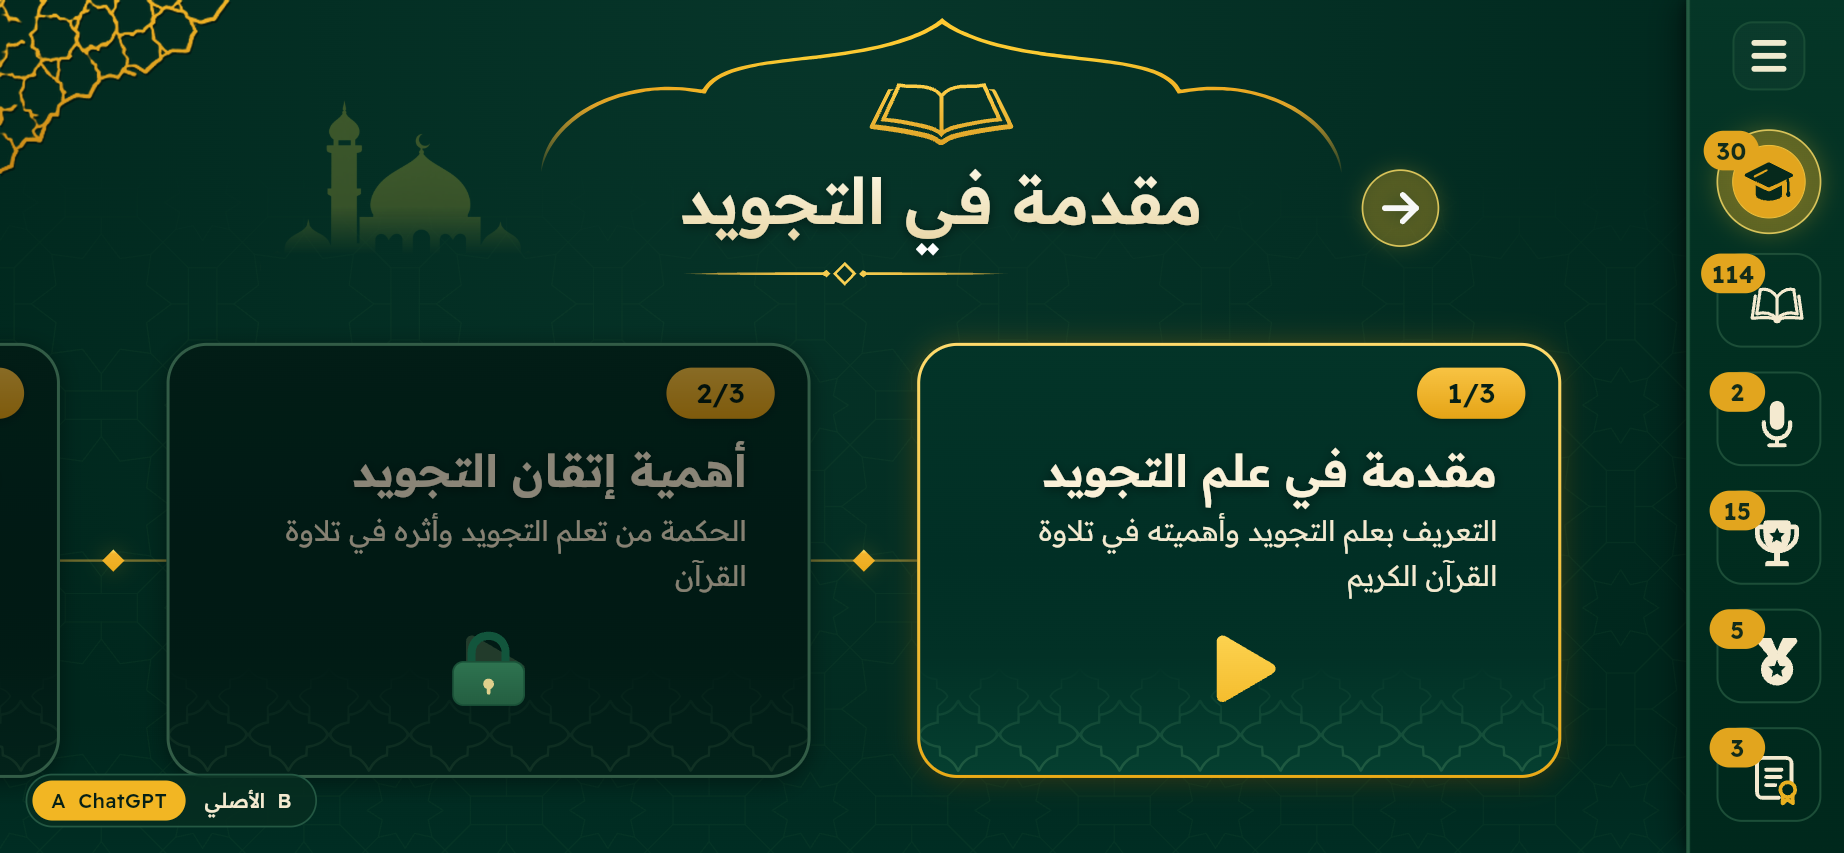 مقدمة في التجويد
1/3
مقدمة في علم التجويد
التعريف بعلم التجويد وأهميته في تلاوة
القرآن الكريم
2/3
أهمية إتقان التجويد
الحكمة من تعلم التجويد وأثره في تلاوة
القرآن
30
114
2
15
5
3
A ChatGPT
B الأصلي